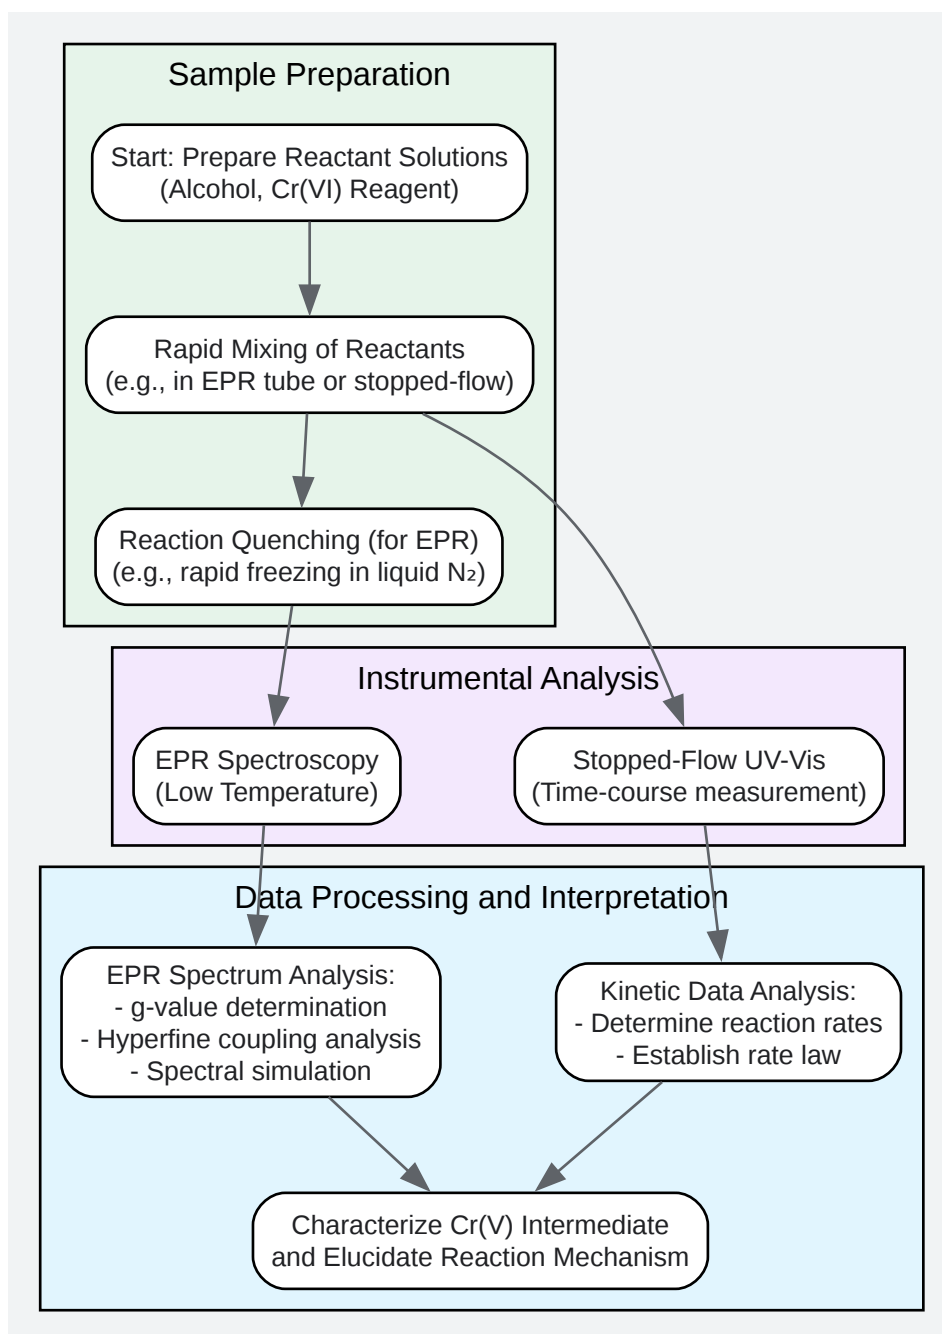 Sample Preparation
Start: Prepare Reactant Solutions
(Alcohol, Cr(VI) Reagent)
Rapid Mixing of Reactants
(e.g., in EPR tube or stopped-flow)
Reaction Quenching (for EPR)
(e.g., rapid freezing in liquid N₂)
Instrumental Analysis
EPR Spectroscopy
(Low Temperature)
Stopped-Flow UV-Vis
(Time-course measurement)
Data Processing and Interpretation
EPR Spectrum Analysis:
- g-value determination
- Hyperfine coupling analysis
- Spectral simulation
Kinetic Data Analysis:
- Determine reaction rates
- Establish rate law
Characterize Cr(V) Intermediate
and Elucidate Reaction Mechanism